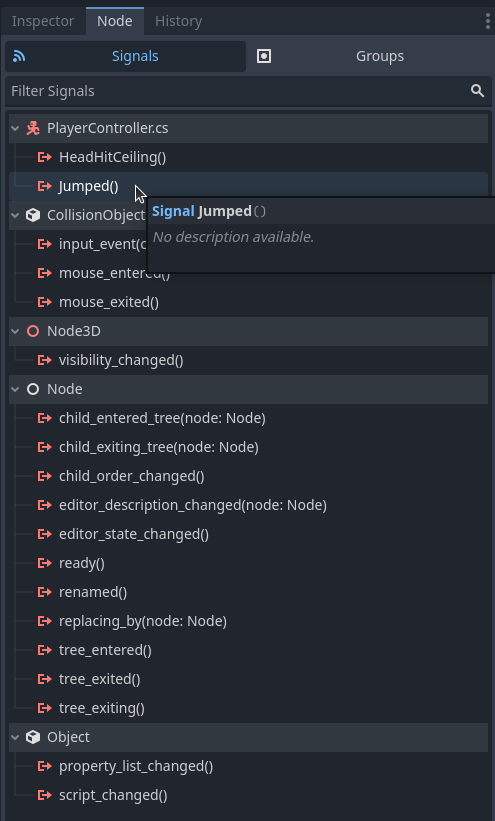 Inspector Node History
Signals Groups
Filter Signals
PlayerController.cs
HeadHitCeiling()
Jumped()
Signal Jumped()
No description available.
CollisionObject
input_event(c
mouse_entered()
mouse_exited()
Node3D
visibility_changed()
Node
child_entered_tree(node: Node)
child_exiting_tree(node: Node)
child_order_changed()
editor_description_changed(node: Node)
editor_state_changed()
ready()
renamed()
replacing_by(node: Node)
tree_entered()
tree_exited()
tree_exiting()
Object
property_list_changed()
script_changed()